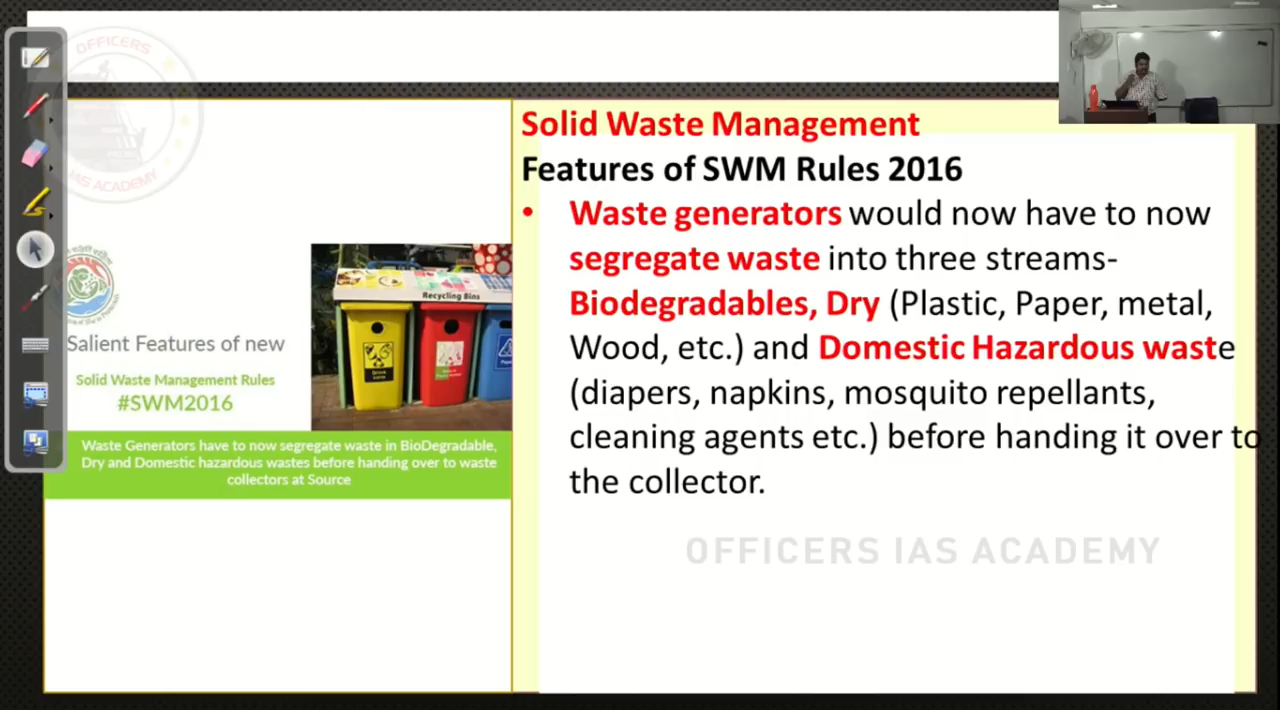 OFFICERS
IAS ACADEMY
Solid Waste Management
Features of SWM Rules 2016
• Waste generators would now have to now
segregate waste into three streams-
Biodegradables, Dry (Plastic, Paper, metal,
Wood, etc.) and Domestic Hazardous waste
(diapers, napkins, mosquito repellants,
cleaning agents etc.) before handing it over to
the collector.
Recycling Bins
Salient Features of new
Solid Waste Management Rules
#SWM2016
Waste Generators have to now segregate waste in BioDegradable,
Dry and Domestic hazardous wastes before handing over to waste
collectors at Source
OFFICERS IAS ACADEMY